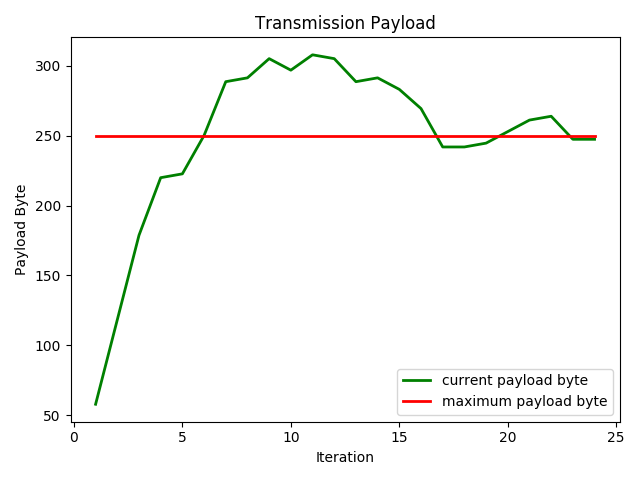 Transmission Payload
Payload Byte
300
250
200
150
100
50
0
5
10
15
20
25
Iteration
current payload byte
maximum payload byte